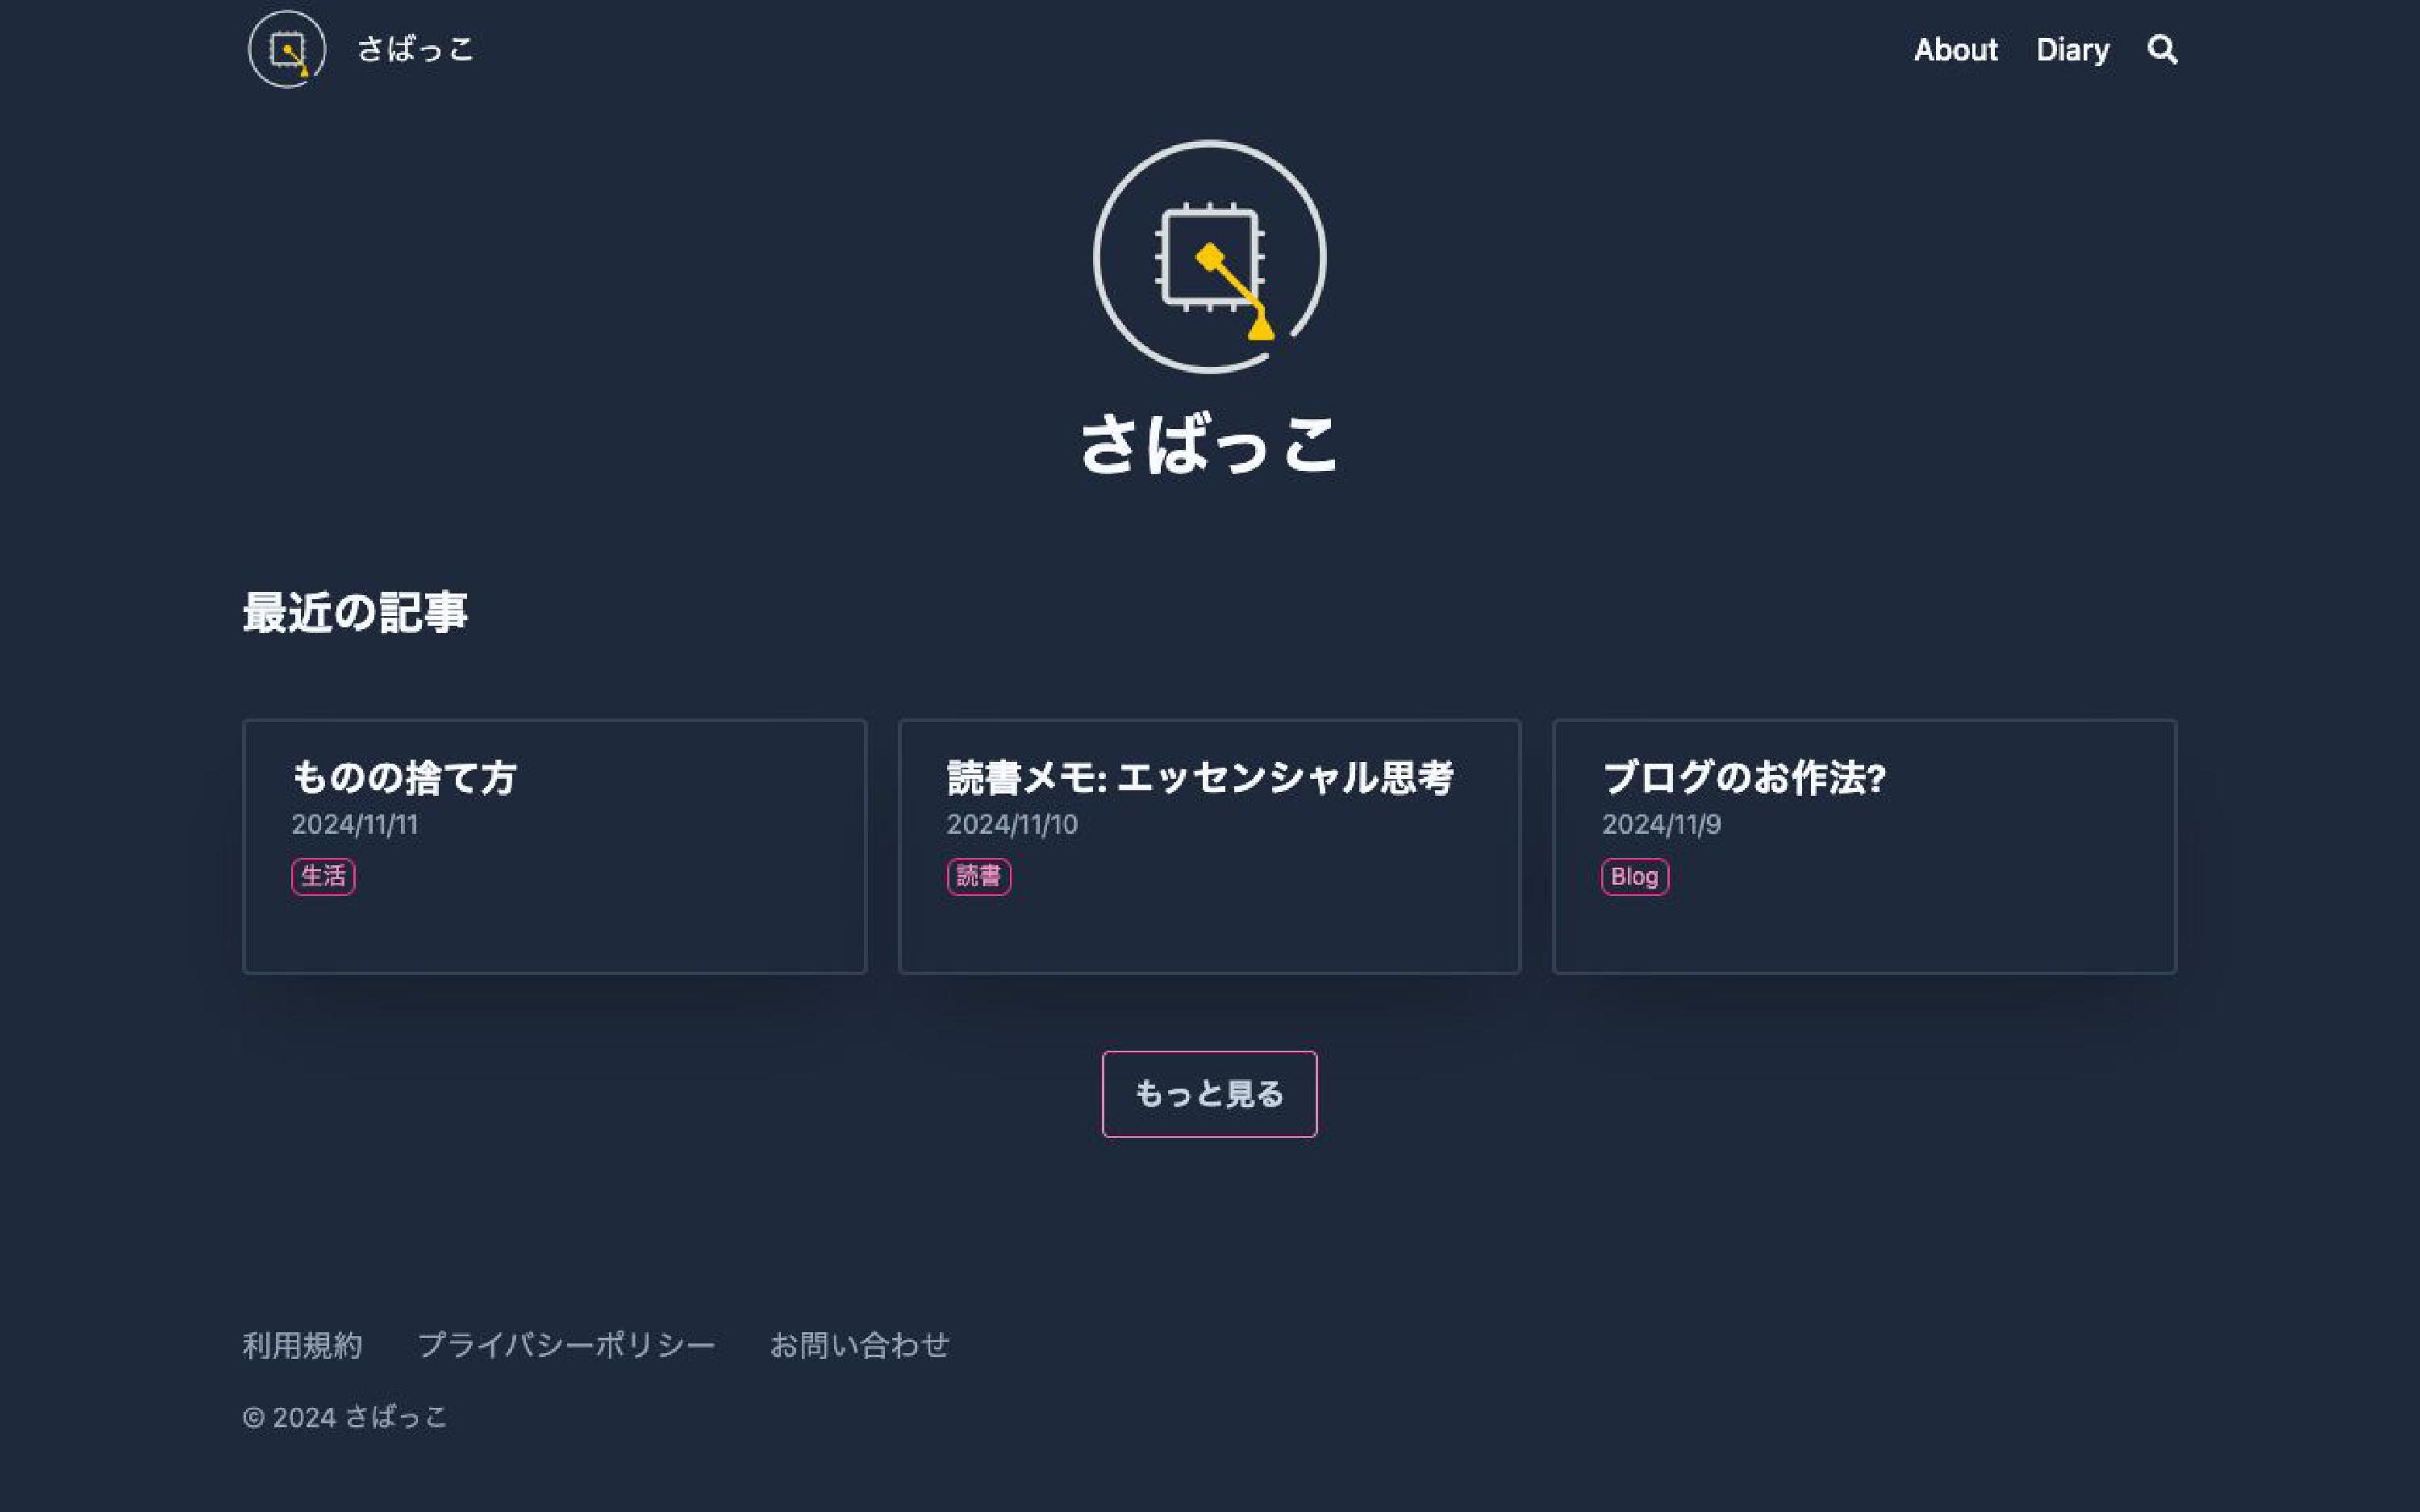 さばっこ
About Diary
さばっこ
最近の記事
ものの捨て方
2024/11/11
生活
読書メモ: エッセンシャル思考
2024/11/10
読書
ブログのお作法?
2024/11/9
Blog
もっと見る
利用規約 プライバシーポリシー お問い合わせ
© 2024 さばっこ